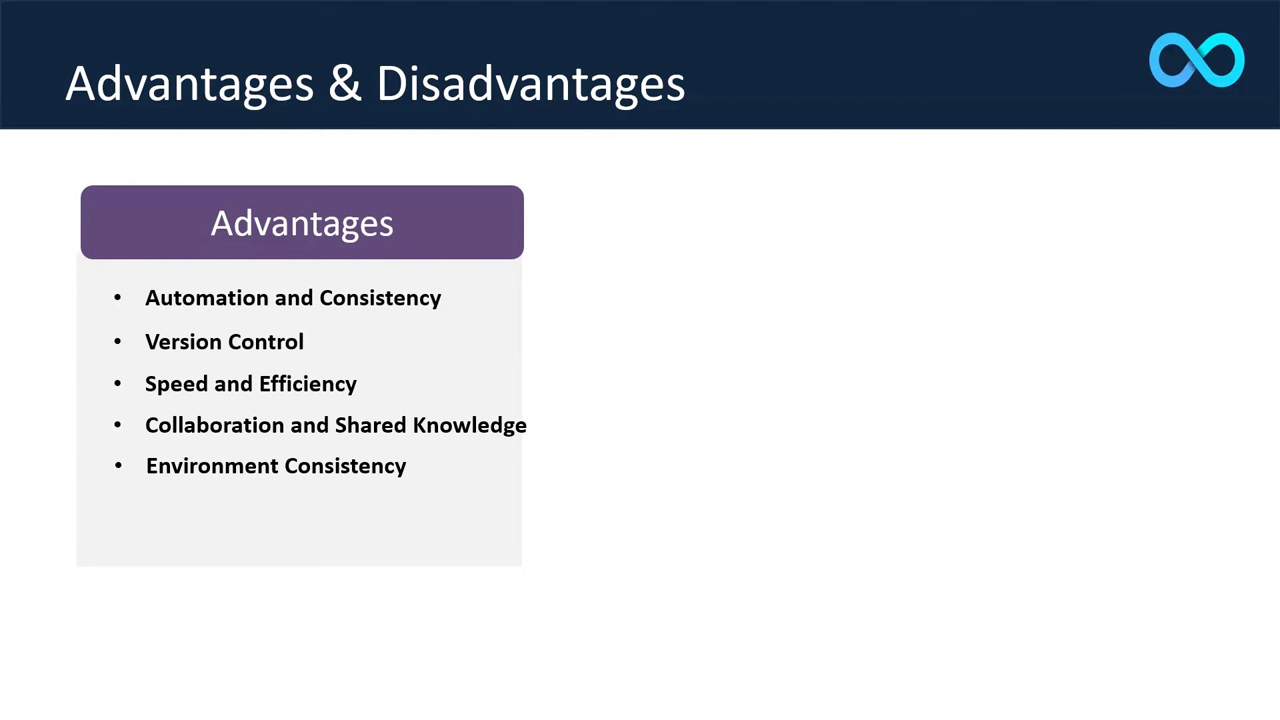 Advantages & Disadvantages
Advantages
• Automation and Consistency
• Version Control
• Speed and Efficiency
• Collaboration and Shared Knowledge
• Environment Consistency